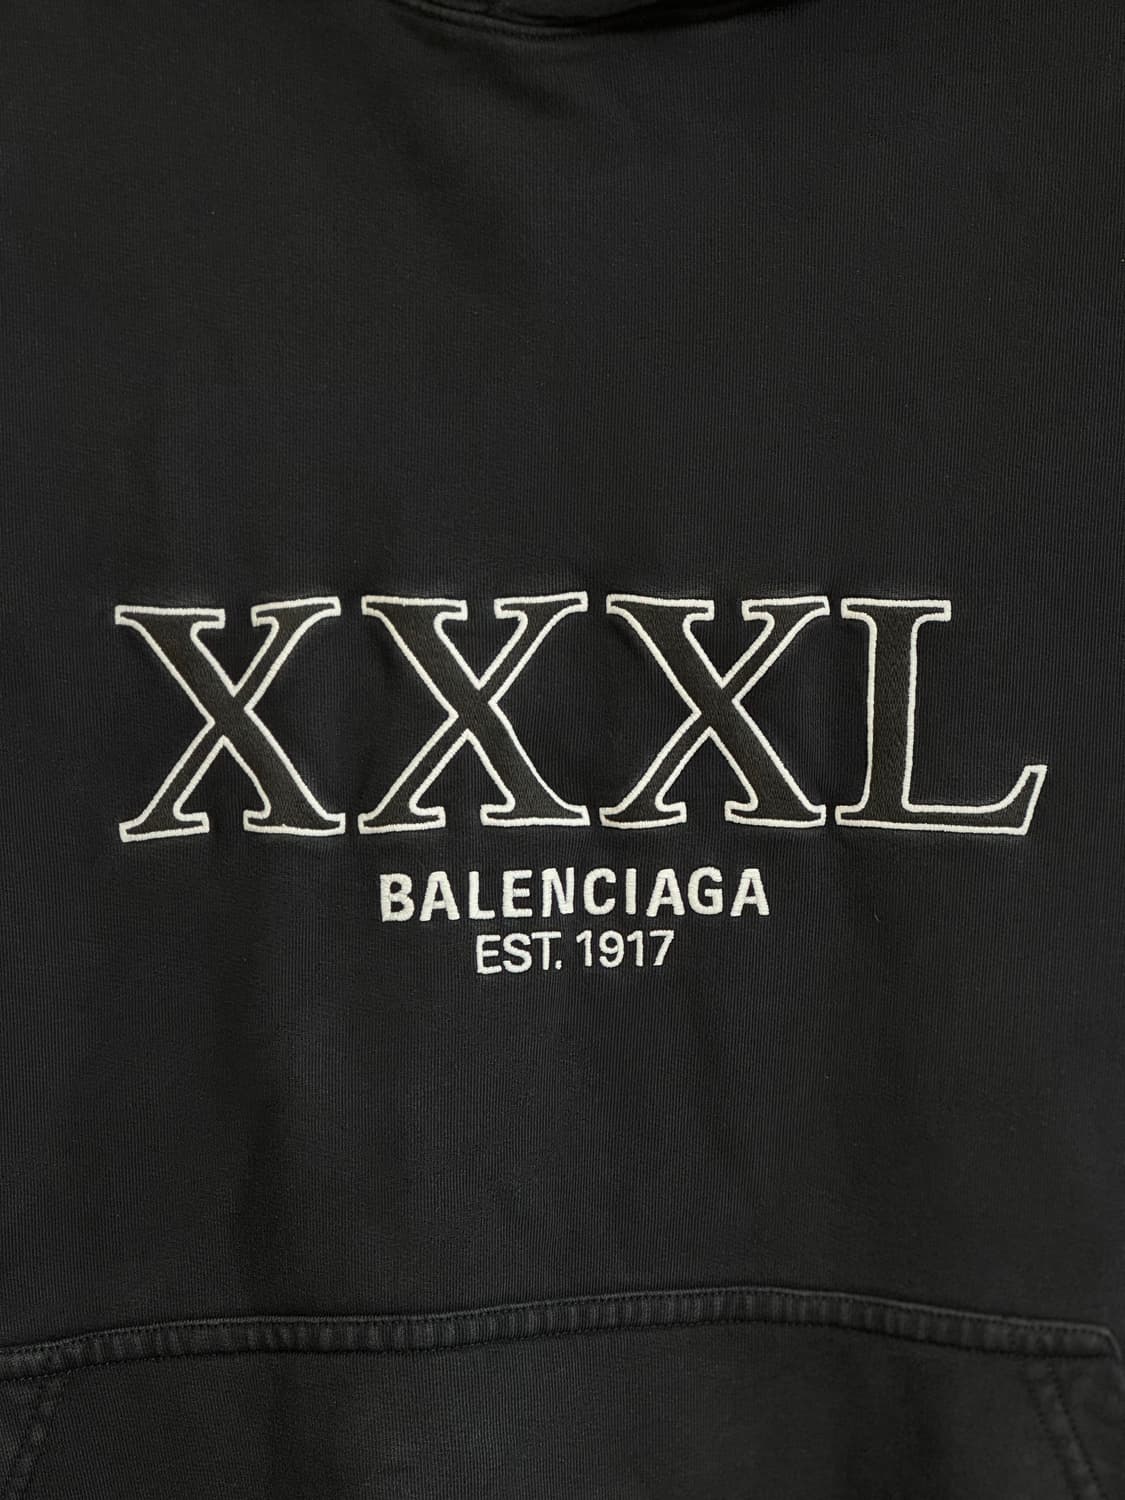 XXXL
BALENCIAGA
EST. 1917